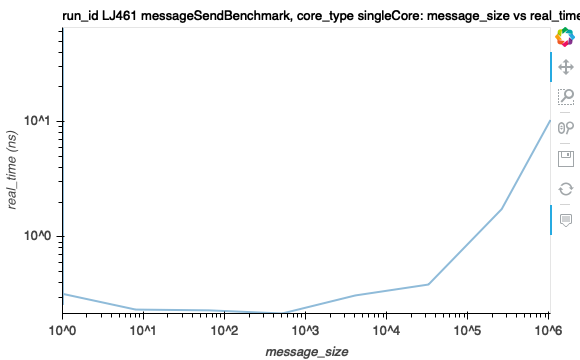 run_id LJ461 messageSendBenchmark, core_type singleCore: message_size vs real_time
10^1
10^0
real_time (ns)
10^0 10^1 10^2 10^3 10^4 10^5 10^6
message_size